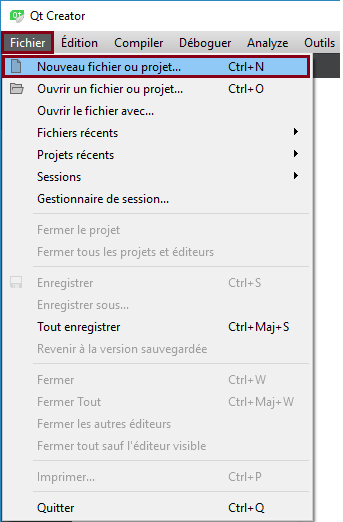 Qt Creator
Fichier Édition Compiler Déboguer Analyze Outils
Nouveau fichier ou projet... Ctrl+N
Ouvrir un fichier ou projet... Ctrl+O
Ouvrir le fichier avec...
Fichiers récents
Projets récents
Sessions
Gestionnaire de session...
Fermer le projet
Fermer tous les projets et éditeurs
Enregistrer Ctrl+S
Enregistrer sous...
Tout enregistrer Ctrl+Maj+S
Revenir à la version sauvegardée
Fermer Ctrl+W
Fermer Tout Ctrl+Maj+W
Fermer les autres éditeurs
Fermer tout sauf l'éditeur visible
Imprimer... Ctrl+P
Quitter Ctrl+Q